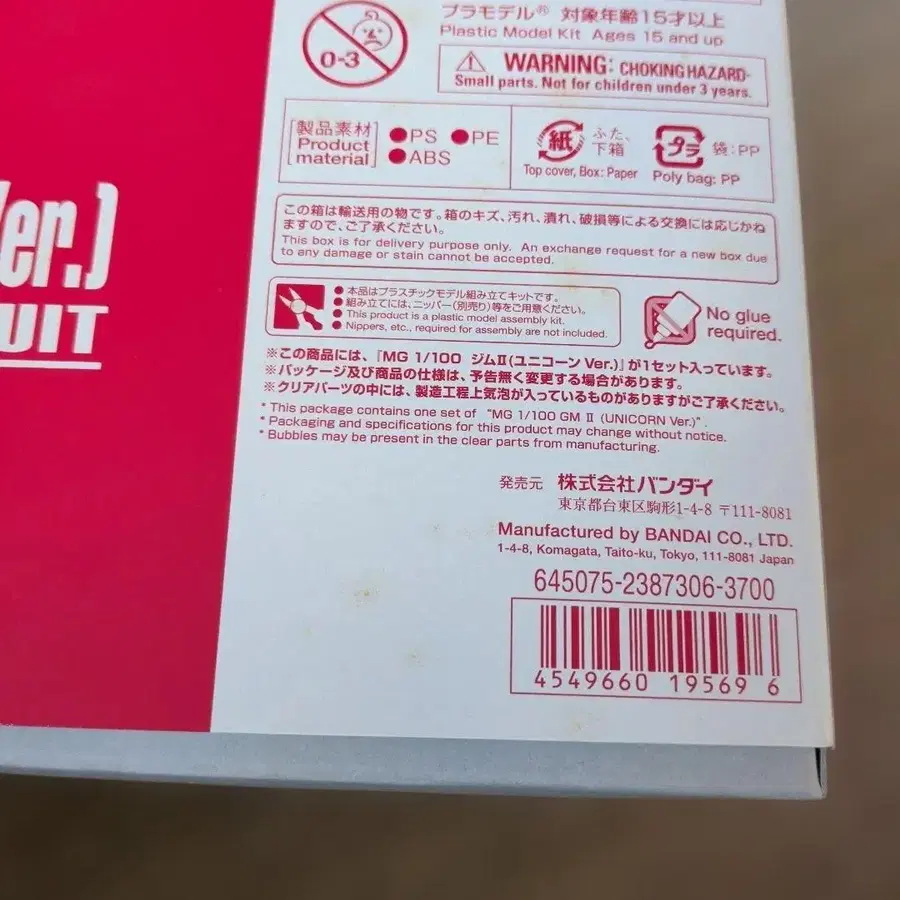 プラモデル® 対象年齢15才以上
Plastic Model Kit Ages 15 and up
0-3
WARNING: CHOKING HAZARD-
Small parts. Not for children under 3 years.
製品素材
Product
material
●PS ●PE
●ABS
紙 ふた、
下箱
Top cover, Box: Paper
プラ 袋:PP
Poly bag: PP
この箱は輸送用の物です。箱のキズ、汚れ、潰れ、破損等による交換には応じかね
ますので、ご了承ください。
This box is for delivery purpose only. An exchange request for a new box due
to any damage or stain cannot be accepted.
●本品はプラスチックモデル組み立てキットです。
●組み立てには、ニッパー(別売り)等をご用意ください。
●This product is a plastic model assembly kit.
●Nippers, etc., required for assembly are not included.
No glue
required.
※この商品には、『MG 1/100 ジムⅡ(ユニコーンVer.)』が1セット入っています。
※パッケージ及び商品の仕様は、予告無く変更する場合があります。
※クリアパーツの中には、製造工程上気泡が入っているものがありますがご了承ください。
* This package contains one set of “MG 1/100 GM Ⅱ (UNICORN Ver.)”.
* Packaging and specifications for this product may change without notice.
* Bubbles may be present in the clear parts from manufacturing.
er.)
UIT
発売元 株式会社バンダイ
東京都台東区駒形1-4-8 〒111-8081
Manufactured by BANDAI CO., LTD.
1-4-8, Komagata, Taito-ku, Tokyo, 111-8081 Japan
645075-2387306-3700
4549660 19569 6